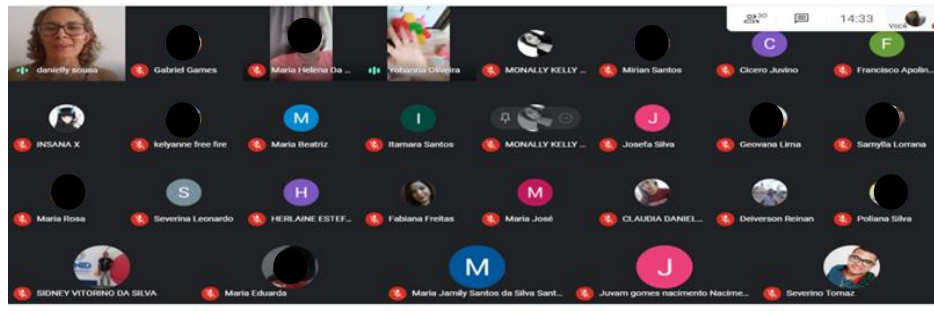 30 14:33 Você
danielly sousa Gabriel Games Maria Helena Da ... Yohanna Oliveira MONALLY KELLY ... Mirian Santos C Cicero Juvino F Francisco Apolin...
INSANA X kelyanne free fire M Maria Beatriz I Itamara Santos MONALLY KELLY ... J Josefa Silva Geovana Lima Samylla Lorrana
Maria Rosa S Severina Leonardo H HERLAINE ESTEF... Fabiana Freitas M Maria José CLAUDIA DANIEL... Deiverson Reinan Poliana Silva
SIDNEY VITORINO DA SILVA Maria Eduarda M Maria Jamily Santos da Silva Sant... J Juvam gomes nacimento Nacime... Severino Tomaz